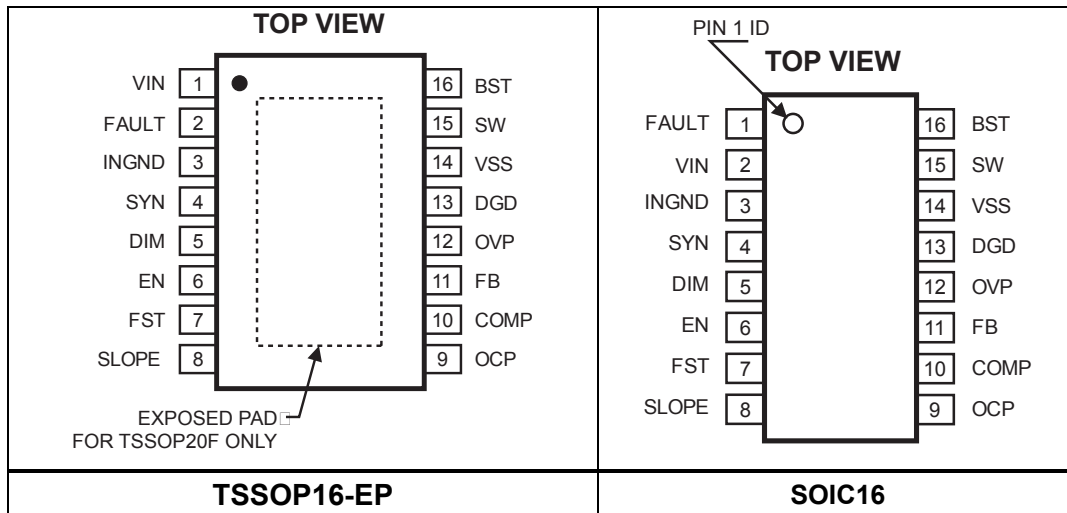 TOP VIEW
VIN 1
FAULT 2
INGND 3
SYN 4
DIM 5
EN 6
FST 7
SLOPE 8
16 BST
15 SW
14 VSS
13 DGD
12 OVP
11 FB
10 COMP
9 OCP
EXPOSED PAD
FOR TSSOP20F ONLY
TSSOP16-EP
PIN 1 ID
TOP VIEW
FAULT 1
VIN 2
INGND 3
SYN 4
DIM 5
EN 6
FST 7
SLOPE 8
16 BST
15 SW
14 VSS
13 DGD
12 OVP
11 FB
10 COMP
9 OCP
SOIC16